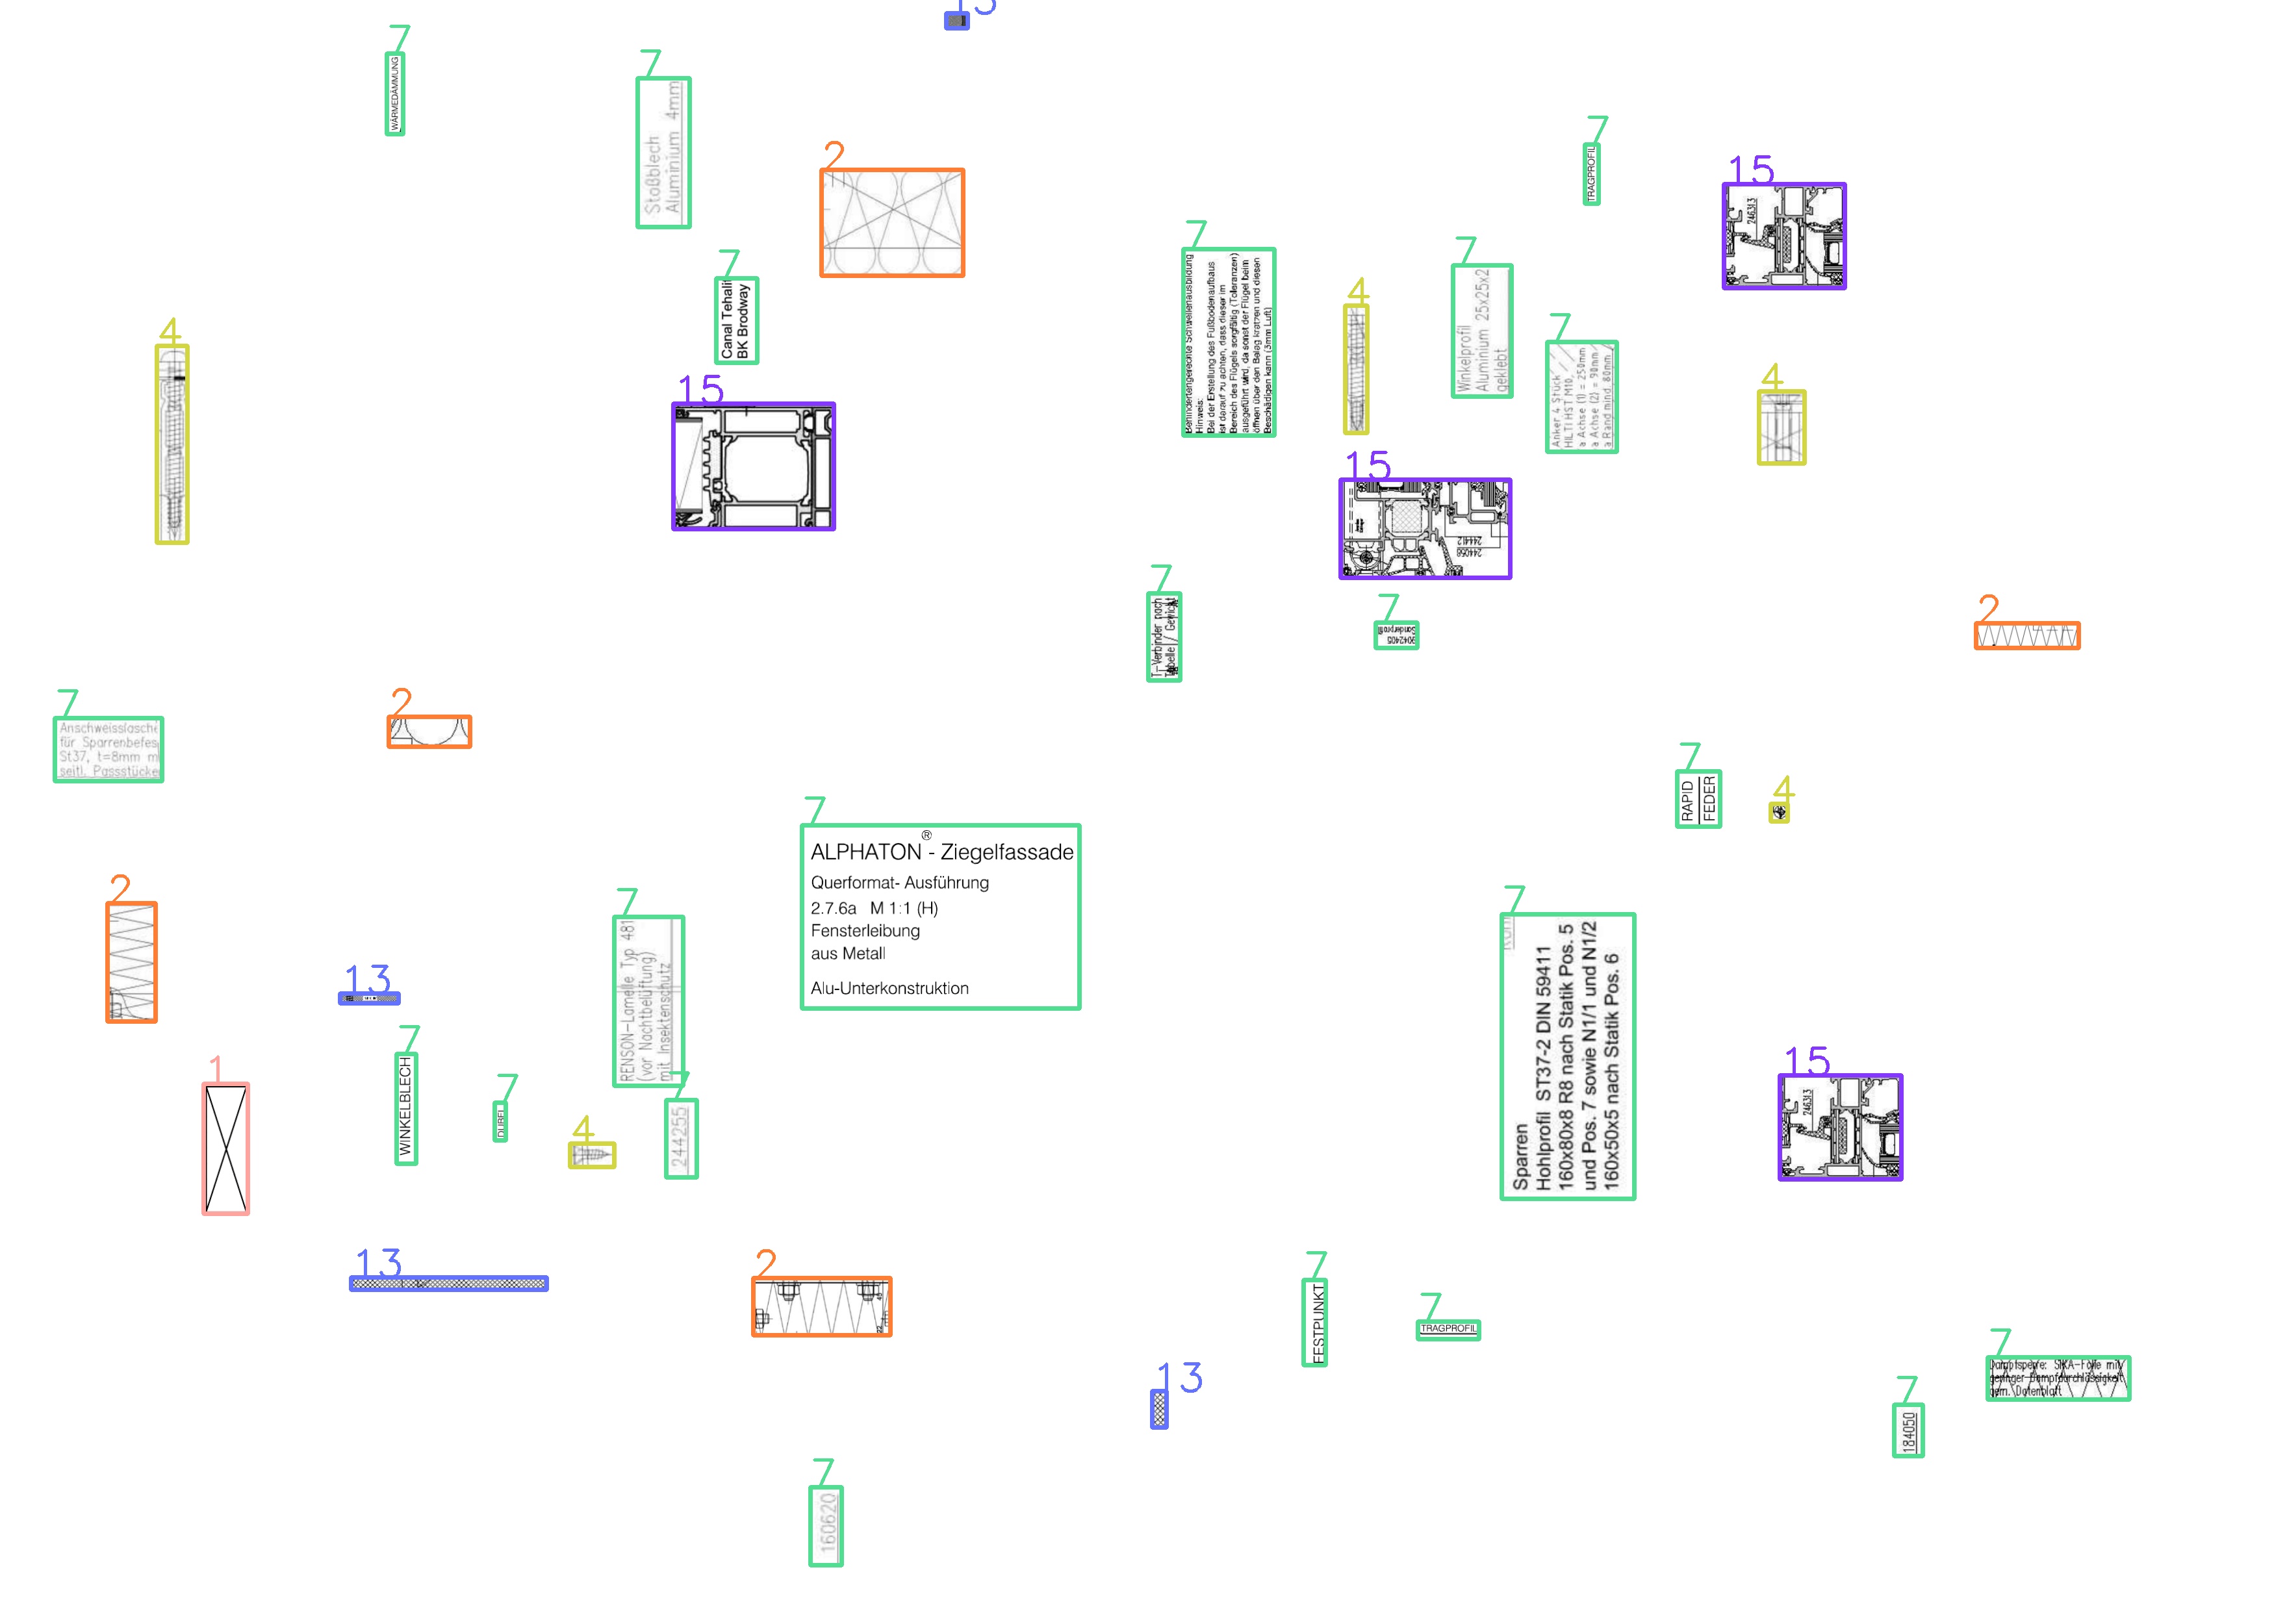 13
7
WÄRMEDÄMMUNG
7
Stoßblech
Aluminium 4mm
2
7
TRAGPROFIL
15
246313
7
Canal Tehalit
BK Brodway
7
Behindertengerechte Schwellenausbildung
Hinweis:
Bei der Erstellung des Fußbodenaufbaus
ist darauf zu achten, dass dieser im
Bereich des Flügels sorgfältig (Toleranzen)
ausgeführt wird, da sonst der Flügel beim
öffnen über den Belag kratzen und diesen
Beschädigen kann (3mm Luft)
4
7
Winkelprofil
Aluminium 25x25x2
geklebt
7
Anker 4 Stück
HILTI HST M10,
a Achse (1) = 250mm
a Achse (2) = 90mm
a Rand mind. 80mm
4
4
15
15
244412
244058
7
T-Verbinder nach
Tabelle / Gewicht
7
9042405
Sonderprofil
2
7
Anschweisslasche
für Sparrenbefes
St37, t=8mm m
seitl. Passstücke
2
7
RAPID
FEDER
4
7
®
ALPHATON - Ziegelfassade
Querformat- Ausführung
2.7.6a M 1:1 (H)
Fensterleibung
aus Metall
Alu-Unterkonstruktion
2
13
7
RENSON-Lamelle Typ 481
(vor Nachtbelüftung)
mit Insektenschutz
7
Sparren
Hohlprofil ST37-2 DIN 59411
160x80x8 R8 nach Statik Pos. 5
und Pos. 7 sowie N1/1 und N1/2
160x50x5 nach Statik Pos. 6
1
7
WINKELBLECH
7
DÜBEL
4
7
244255
15
246313
13
2
7
FESTPUNKT
7
TRAGPROFIL
13
7
Dampfsperre: SIKA-Folie mit
geringer Dampfdurchlässigkeit
gem. Datenblatt
7
184050
7
160620